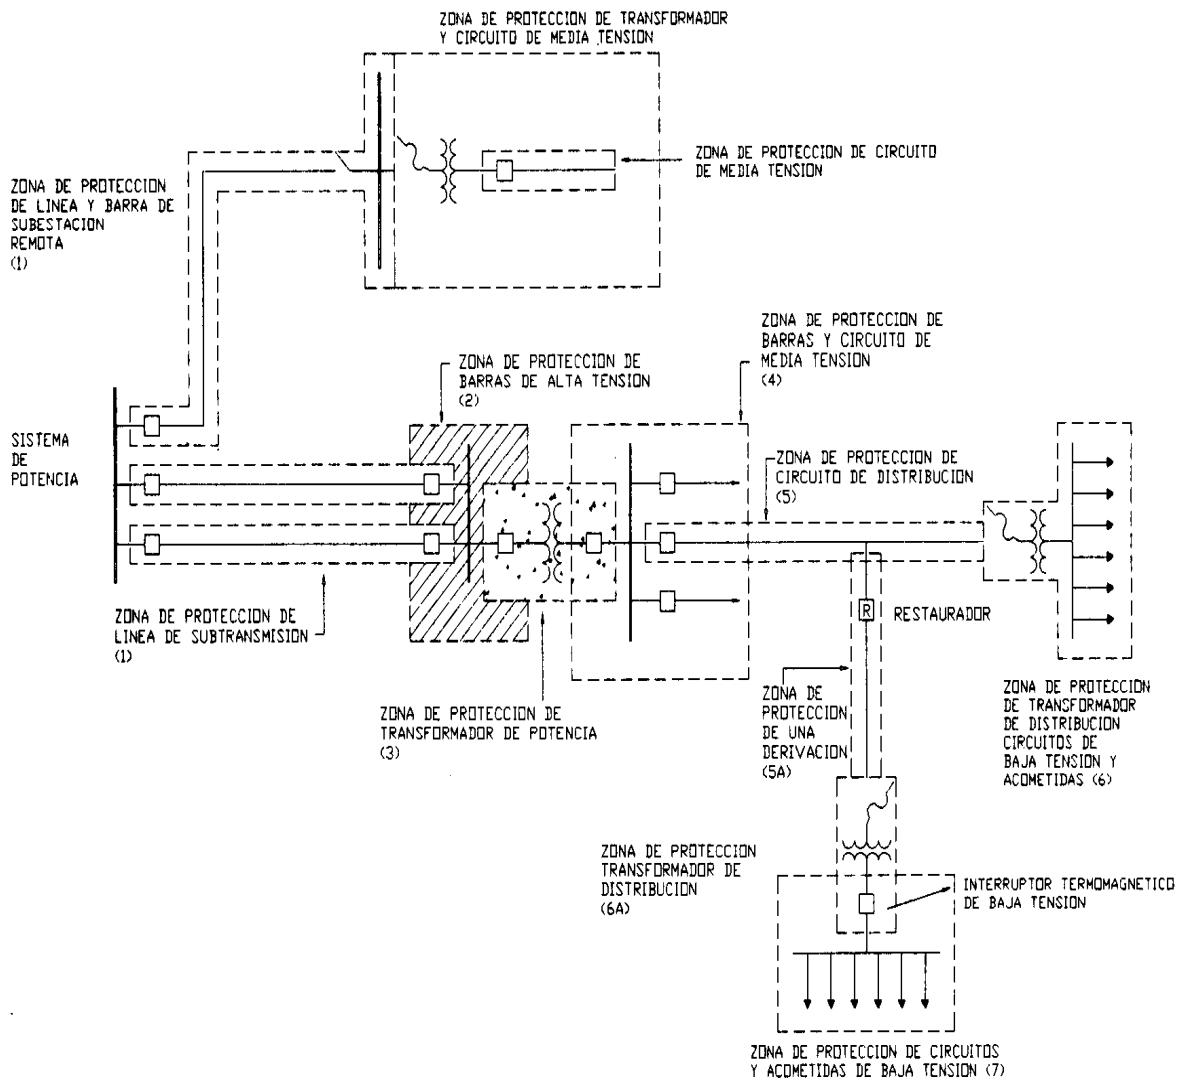 ZONA DE PROTECCION DE TRANSFORMADOR
Y CIRCUITO DE MEDIA TENSION
ZONA DE PROTECCION DE CIRCUITO
DE MEDIA TENSION
ZONA DE PROTECCION
DE LINEA Y BARRA DE
SUBESTACION
REMOTA
(1)
ZONA DE PROTECCION DE
BARRAS Y CIRCUITO DE
MEDIA TENSION
(4)
ZONA DE PROTECCION DE
BARRAS DE ALTA TENSION
(2)
SISTEMA
DE
POTENCIA
ZONA DE PROTECCION DE
CIRCUITO DE DISTRIBUCION
(5)
ZONA DE PROTECCION DE
LINEA DE SUBTRANSMISION
(1)
R
RESTAURADOR
ZONA DE PROTECCION DE
TRANSFORMADOR DE POTENCIA
(3)
ZONA DE
PROTECCION
DE UNA
DERIVACION
(5A)
ZONA DE PROTECCION
DE TRANSFORMADOR
DE DISTRIBUCION
CIRCUITOS DE
BAJA TENSION Y
ACOMETIDAS (6)
ZONA DE PROTECCION
TRANSFORMADOR DE
DISTRIBUCION
(6A)
INTERRUPTOR TERMOMAGNETICO
DE BAJA TENSION
ZONA DE PROTECCION DE CIRCUITOS
Y ACOMETIDAS DE BAJA TENSION (7)